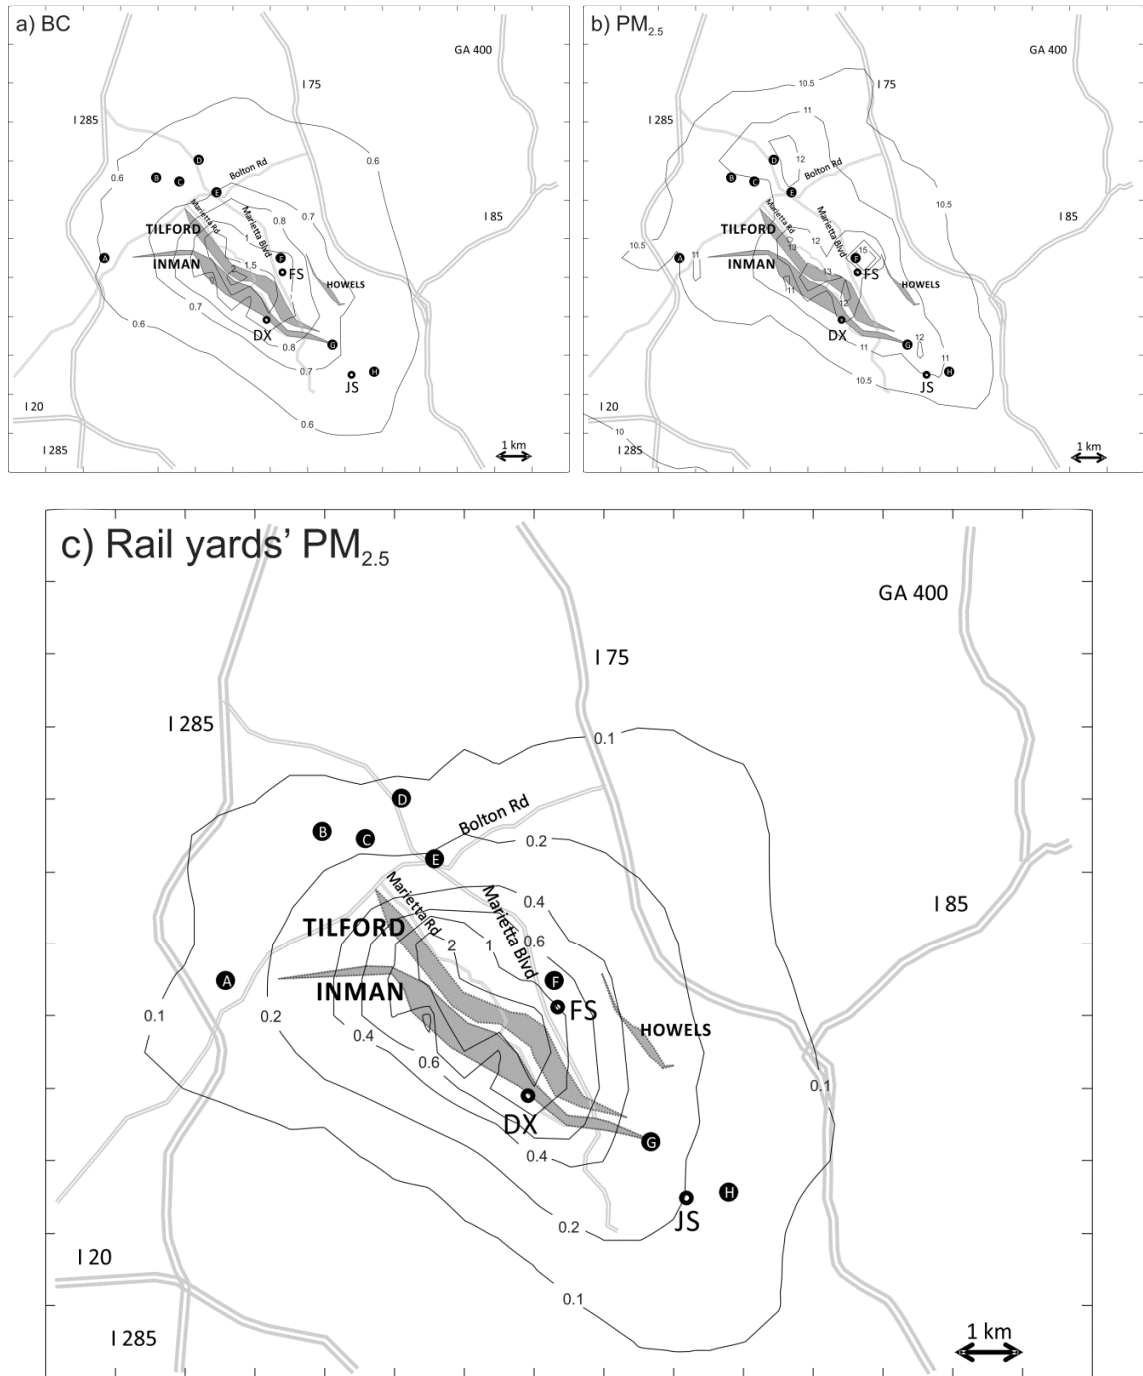 a) BC
GA 400
I 75
I 285
0.6
D
0.6
B
C
Bolton Rd
E
0.7
0.8
Marietta Rd
Marietta Blvd
TILFORD
1
I 85
A
INMAN
1.5
F
2
FS
HOWELS
0.7
DX
0.8
G
0.6
0.7
JS
H
I 20
0.6
I 285
1 km
b) PM2.5
GA 400
10.5
I 75
11
I 285
D
12
B
C
Bolton Rd
E
10.5
Marietta Rd
Marietta Blvd
TILFORD
12
I 85
10.5
13
15
A
11
INMAN
F
13
FS
11
HOWELS
12
DX
12
G
11
11
10.5
JS
H
I 20
10
I 285
1 km
c) Rail yards’ PM2.5
GA 400
I 75
I 285
0.1
D
Bolton Rd
B
C
0.2
E
Marietta Rd
Marietta Blvd
0.4
I 85
TILFORD
2
1
0.6
A
INMAN
F
0.1
0.2
FS
HOWELS
0.4
0.6
0.1
DX
G
0.4
H
JS
0.2
I 20
0.1
I 285
1 km